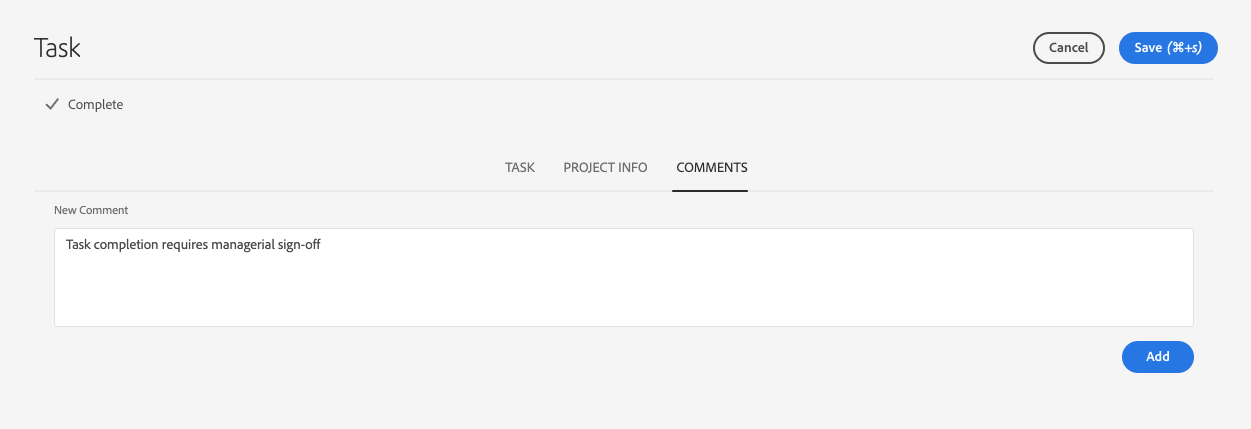 Task
Cancel
Save (⌘+s)
Complete
TASK PROJECT INFO COMMENTS
New Comment
Task completion requires managerial sign-off
Add